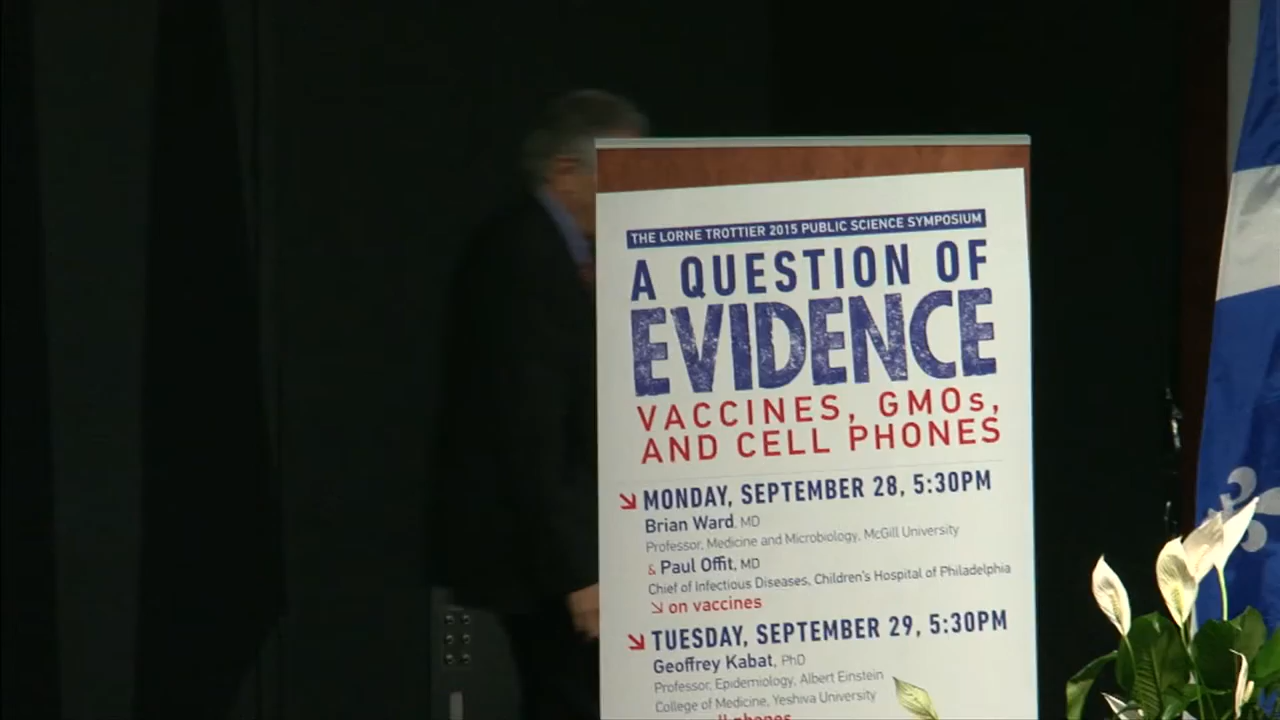 THE LORNE TROTTIER 2015 PUBLIC SCIENCE SYMPOSIUM
A QUESTION OF
EVIDENCE
VACCINES, GMOs,
AND CELL PHONES
MONDAY, SEPTEMBER 28, 5:30PM
Brian Ward, MD
Professor, Medicine and Microbiology, McGill University
& Paul Offit, MD
Chief of Infectious Diseases, Children's Hospital of Philadelphia
on vaccines
TUESDAY, SEPTEMBER 29, 5:30PM
Geoffrey Kabat, PhD
Professor, Epidemiology, Albert Einstein
College of Medicine, Yeshiva University
phones